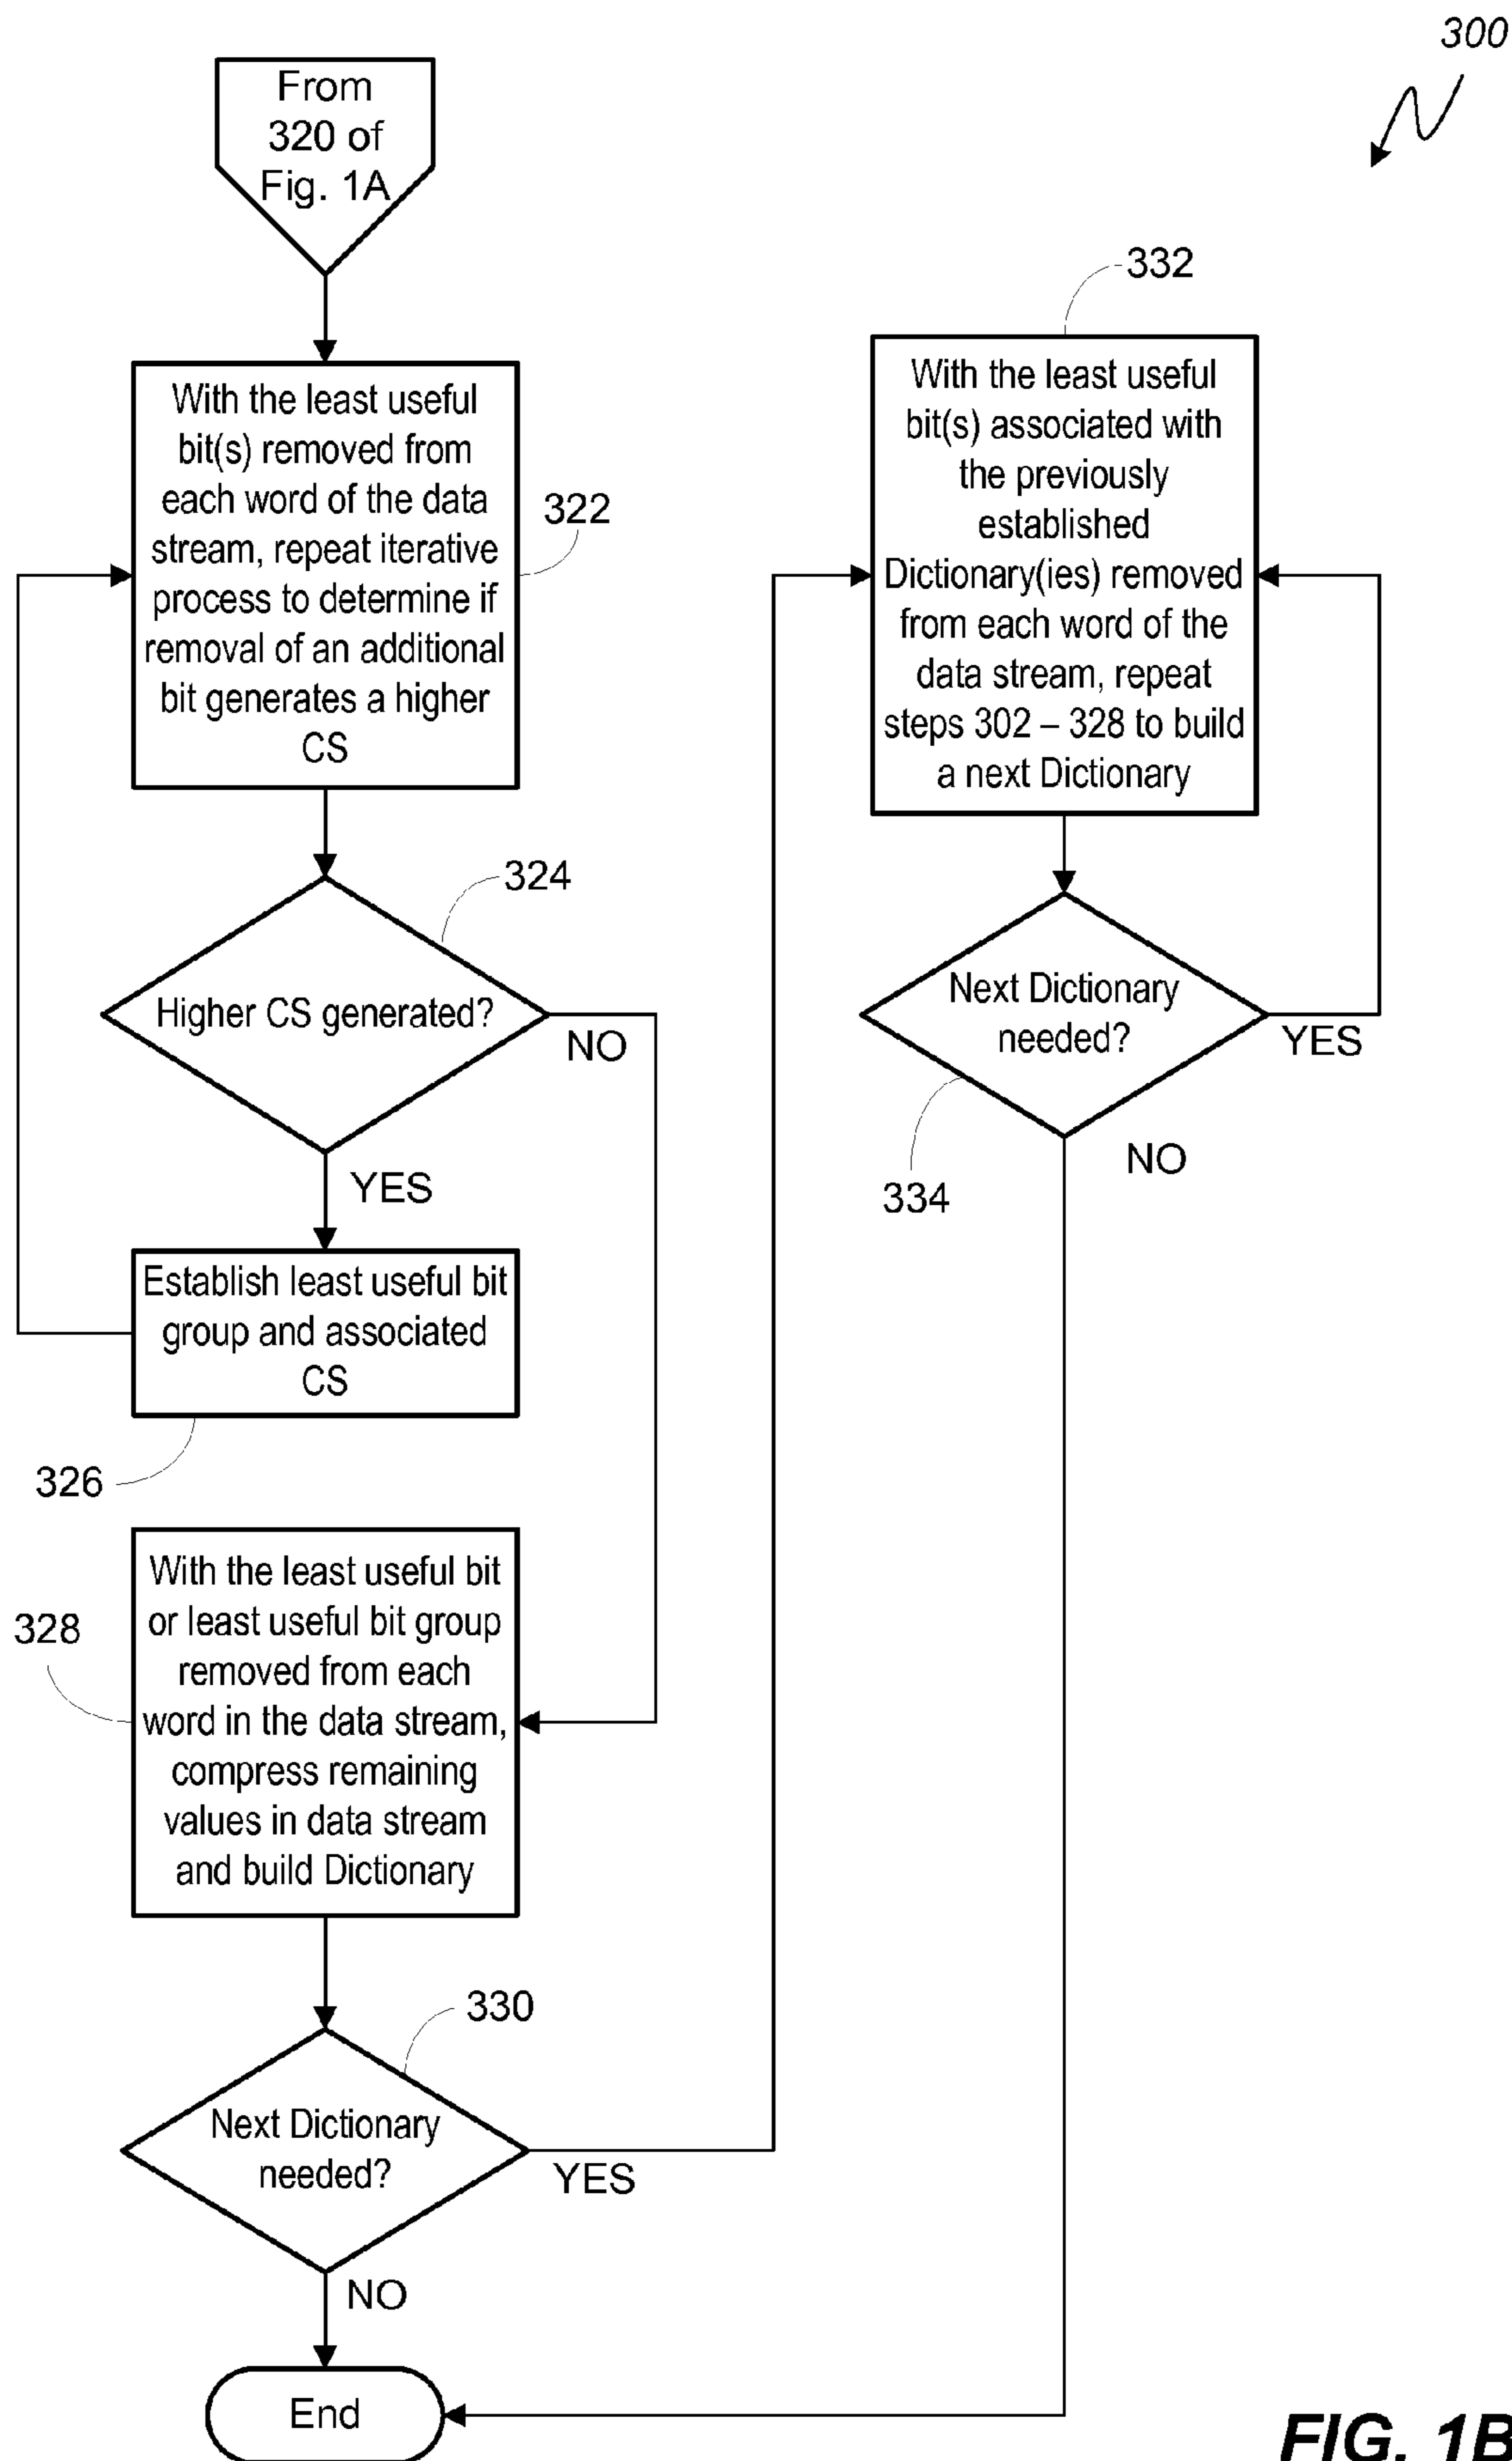 300
From
320 of
Fig. 1A
With the least useful
bit(s) removed from
each word of the data
stream, repeat iterative
process to determine if
removal of an additional
bit generates a higher
CS
322
324
Higher CS generated?
NO
YES
Establish least useful bit
group and associated
CS
326
With the least useful bit
or least useful bit group
removed from each
word in the data stream,
compress remaining
values in data stream
and build Dictionary
328
330
Next Dictionary
needed?
YES
NO
End
332
With the least useful
bit(s) associated with
the previously
established
Dictionary(ies) removed
from each word of the
data stream, repeat
steps 302 – 328 to build
a next Dictionary
Next Dictionary
needed?
YES
NO
334
FIG. 1B